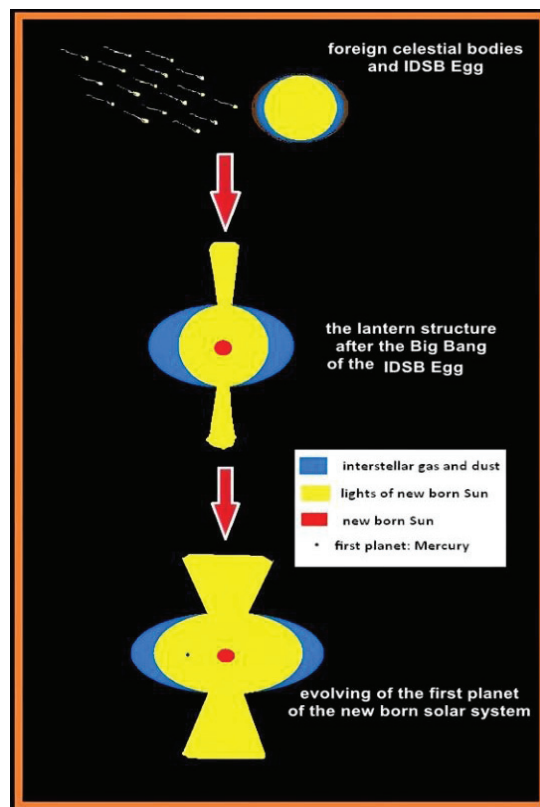 foreign celestial bodies
and IDSB Egg
the lantern structure
after the Big Bang
of the IDSB Egg
interstellar gas and dust
lights of new born Sun
new born Sun
first planet: Mercury
evolving of the first planet
of the new born solar system